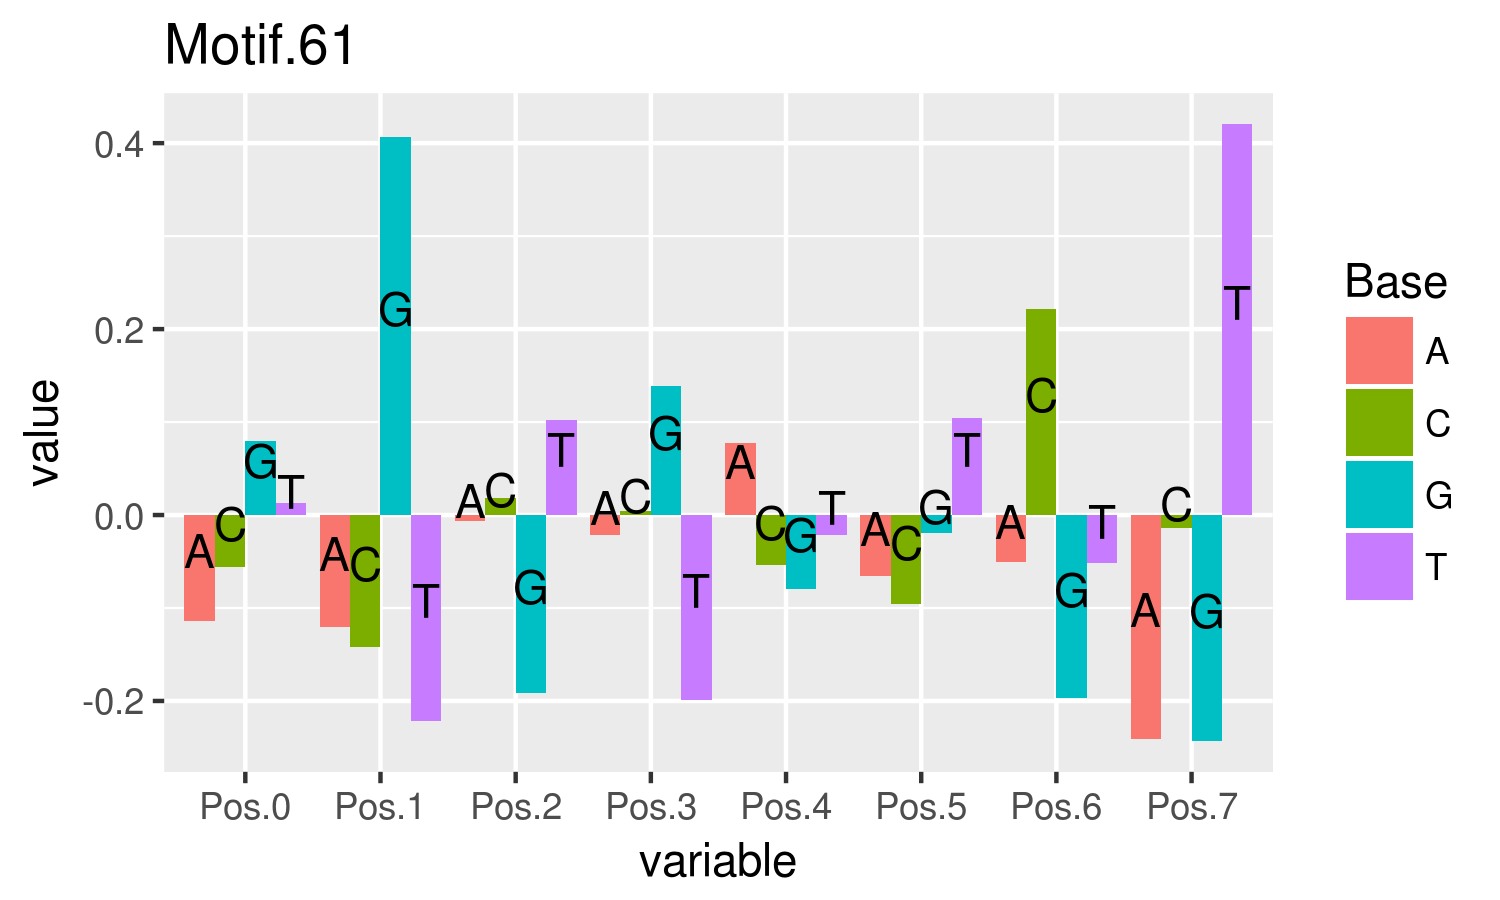 Motif.61
value
0.4
0.2
0.0
-0.2
A C G T
A C G T
A C G T
A C G T
A C G T
A C G T
A C G T
A C G T
Pos.0 Pos.1 Pos.2 Pos.3 Pos.4 Pos.5 Pos.6 Pos.7
variable
Base
A
C
G
T